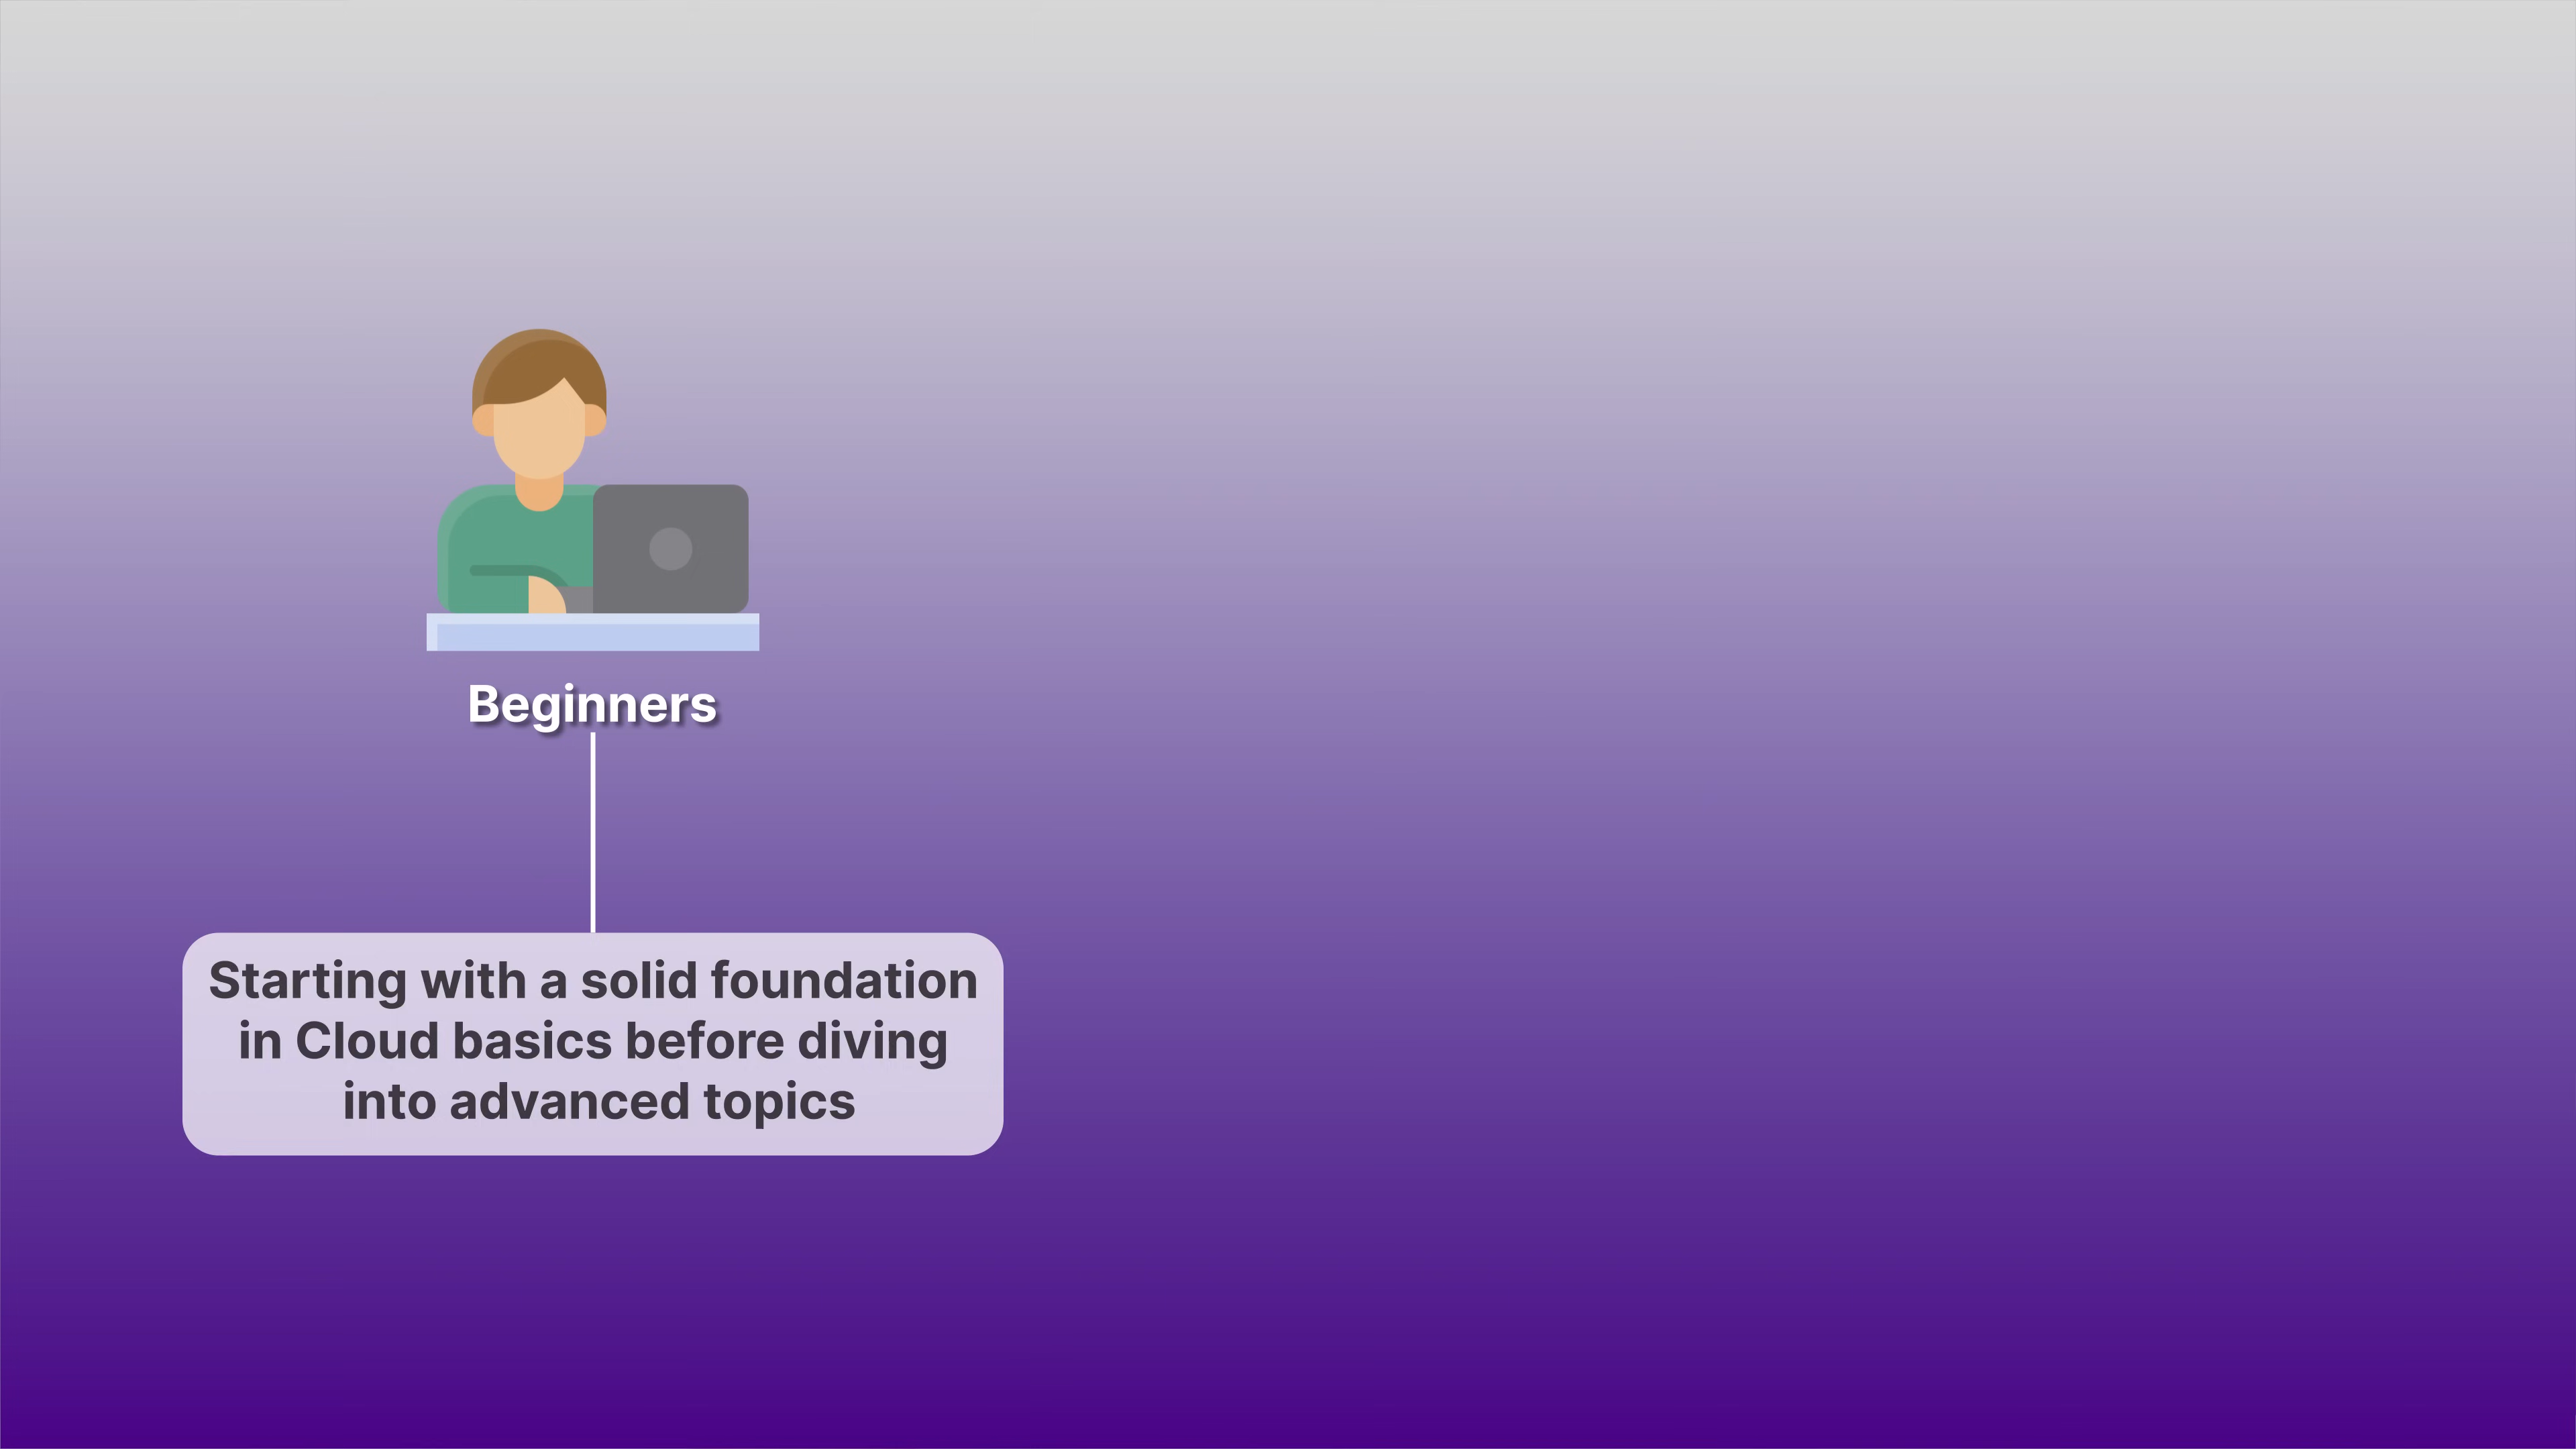 Beginners
Starting with a solid foundation
in Cloud basics before diving
into advanced topics